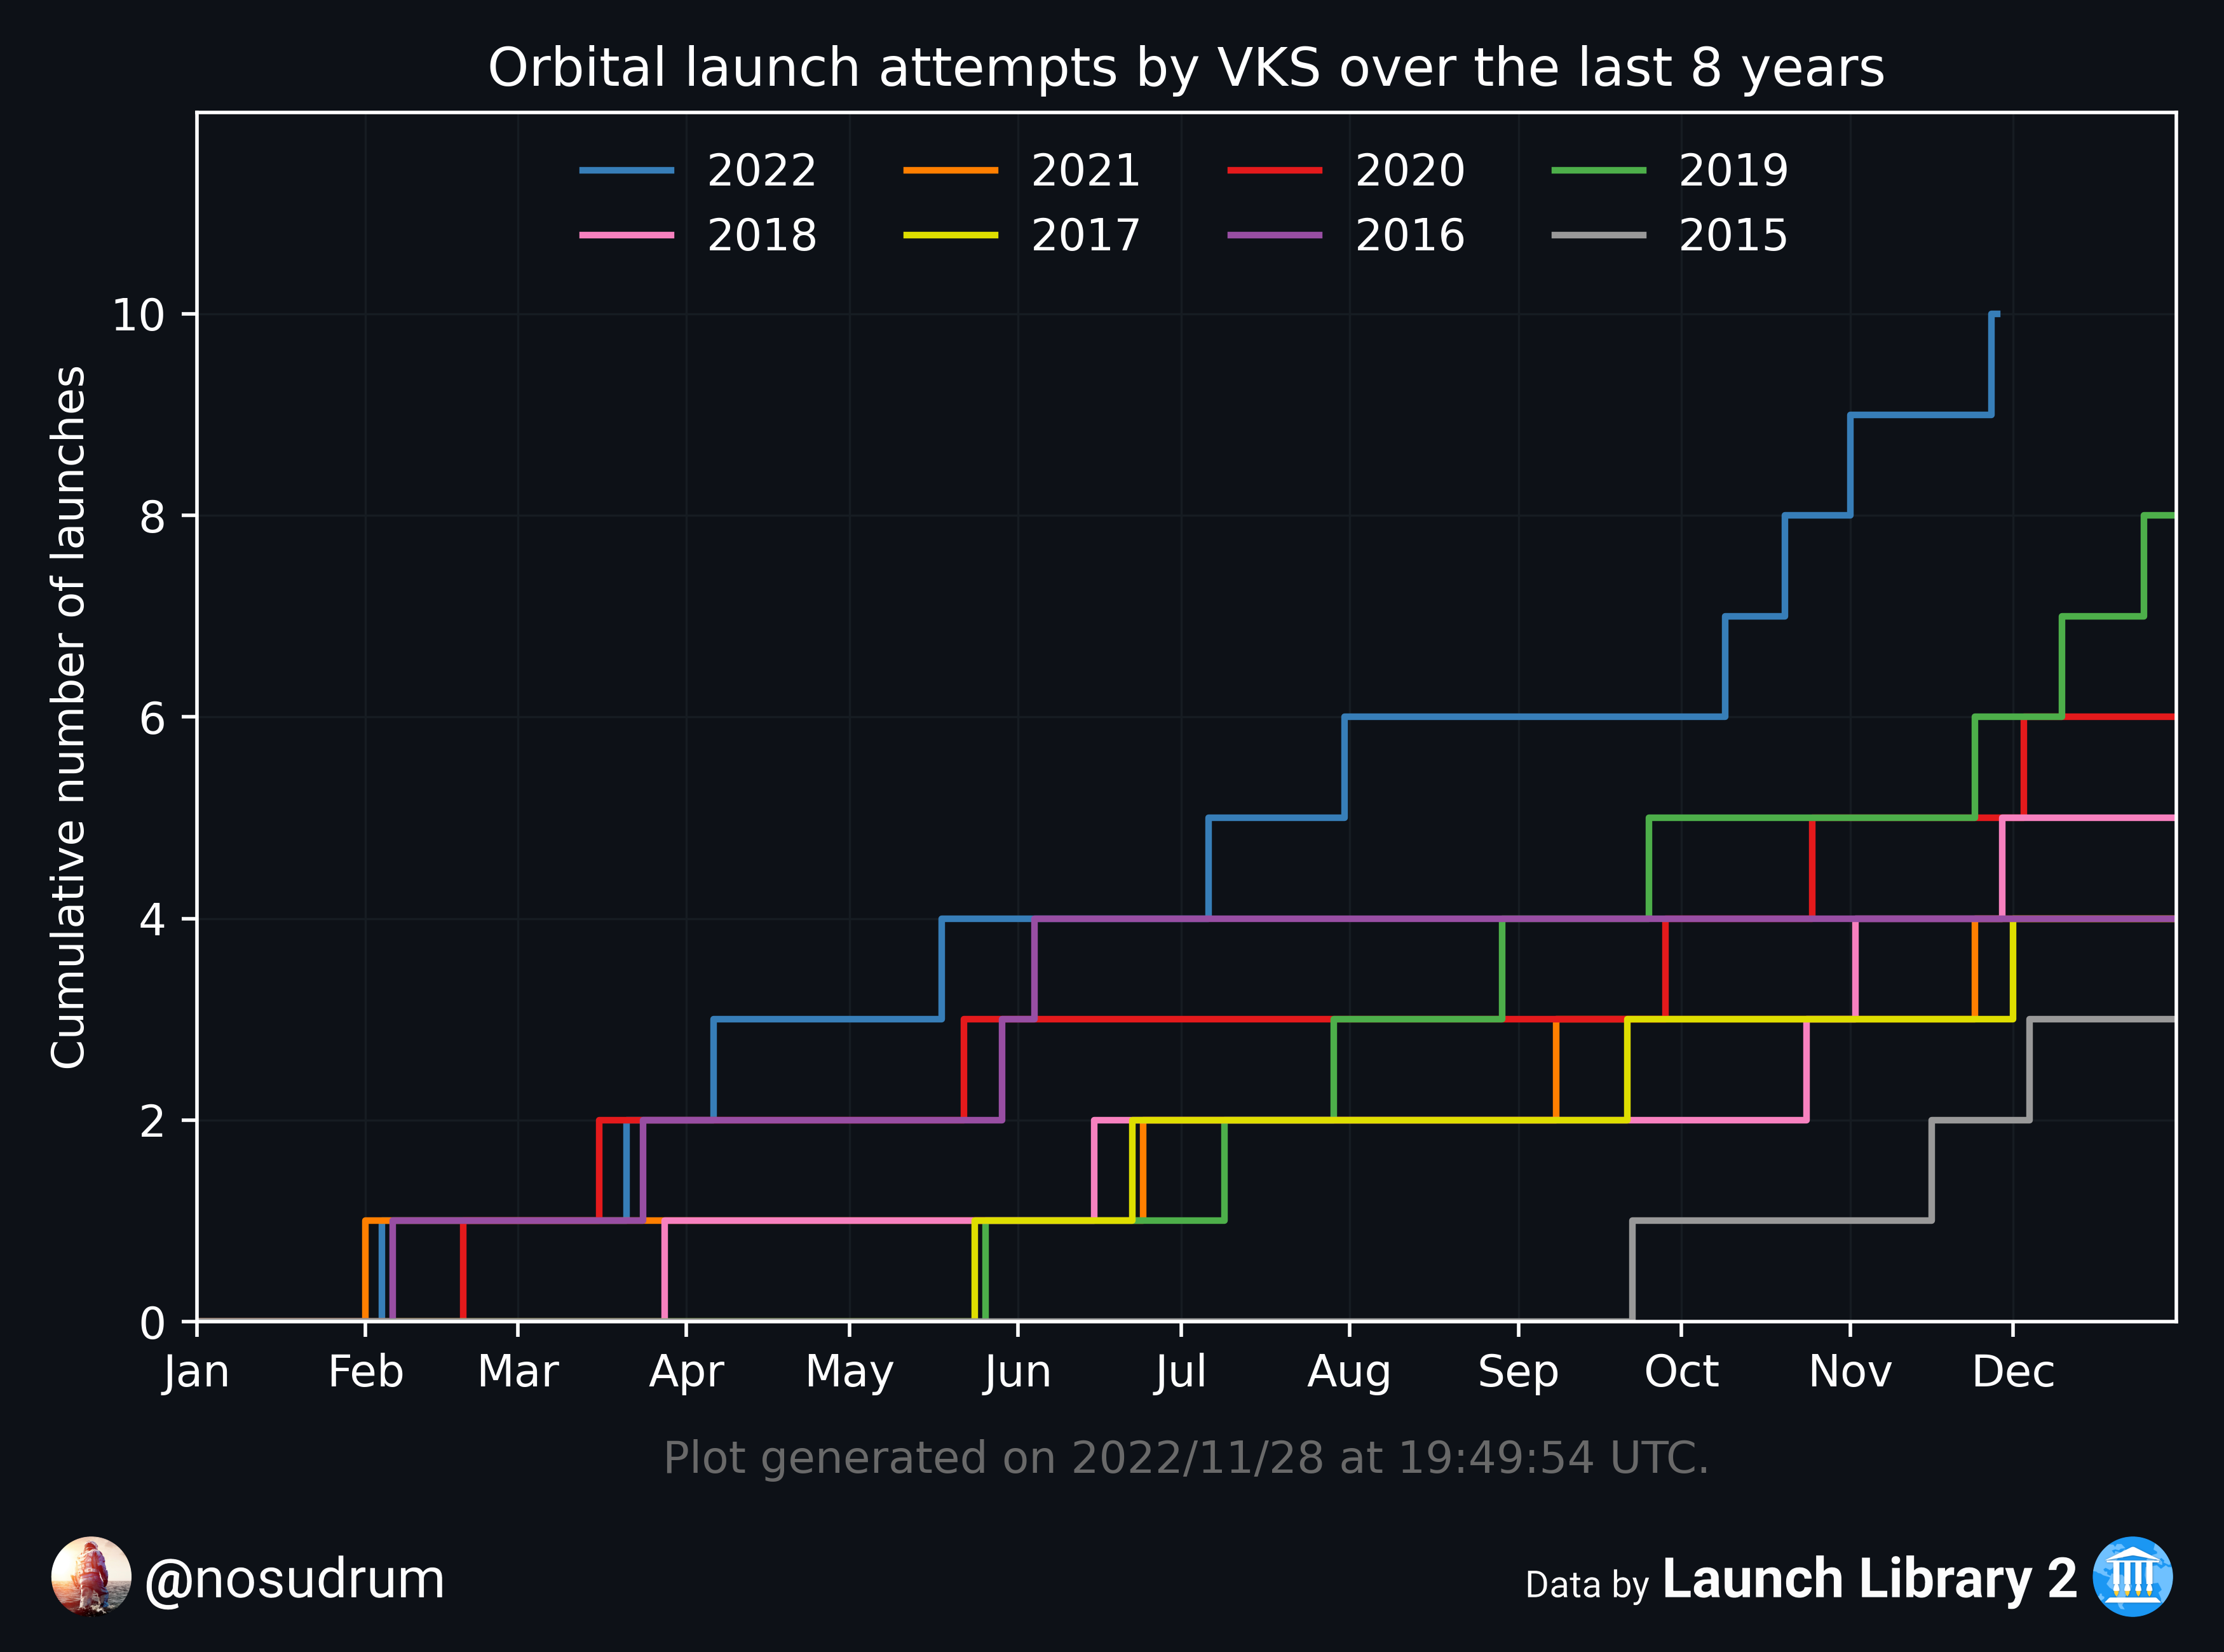 Orbital launch attempts by VKS over the last 8 years
2022 2021 2020 2019
2018 2017 2016 2015
Cumulative number of launches
10
8
6
4
2
0
Jan Feb Mar Apr May Jun Jul Aug Sep Oct Nov Dec
Plot generated on 2022/11/28 at 19:49:54 UTC.
@nosudrum
Data by Launch Library 2